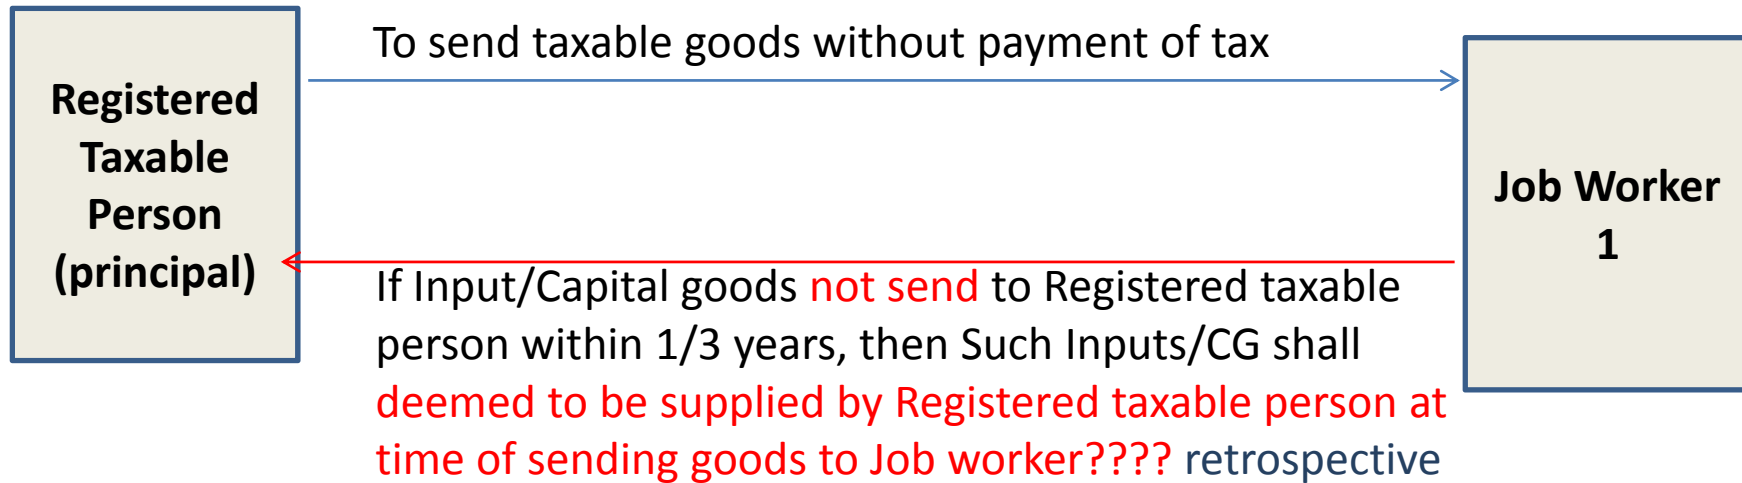 To send taxable goods without payment of tax
Registered
Taxable
Person
(principal)
Job Worker
1
If Input/Capital goods not send to Registered taxable
person within 1/3 years, then Such Inputs/CG shall
deemed to be supplied by Registered taxable person at
time of sending goods to Job worker???? retrospective